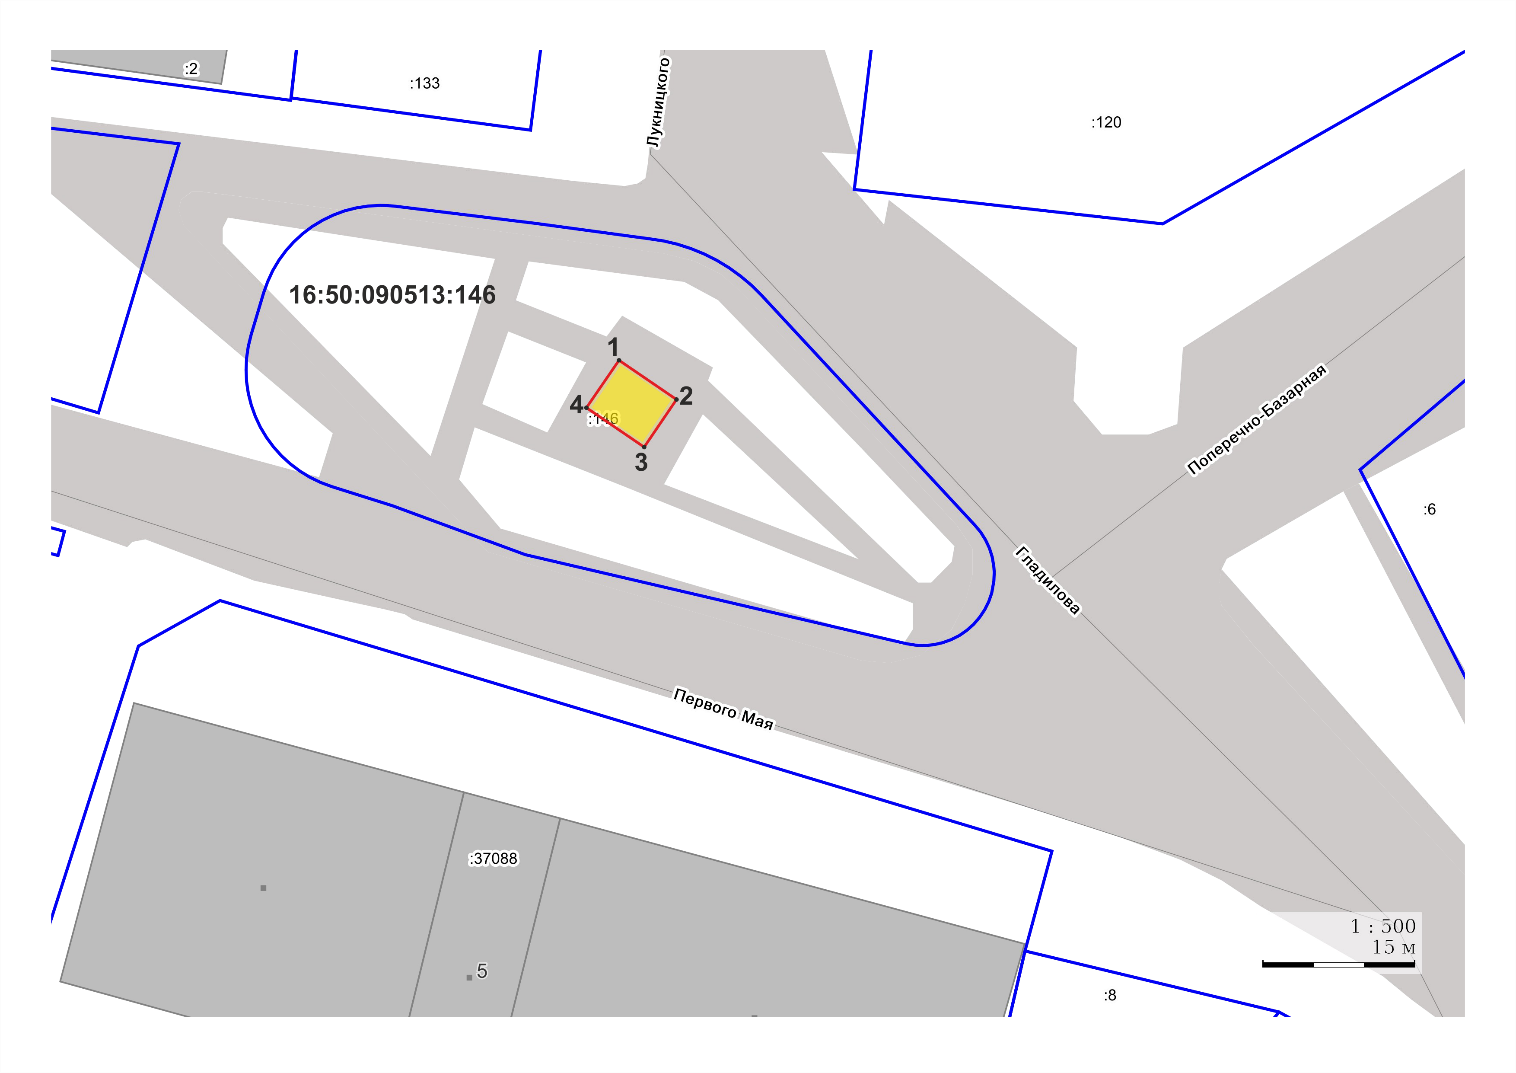 :2
:133
Лукницкого
:120
16:50:090513:146
1
2
4
:146
3
Поперечно-Базарная
:6
Гладилова
Первого Мая
:37088
5
1 : 500
15 м
:8